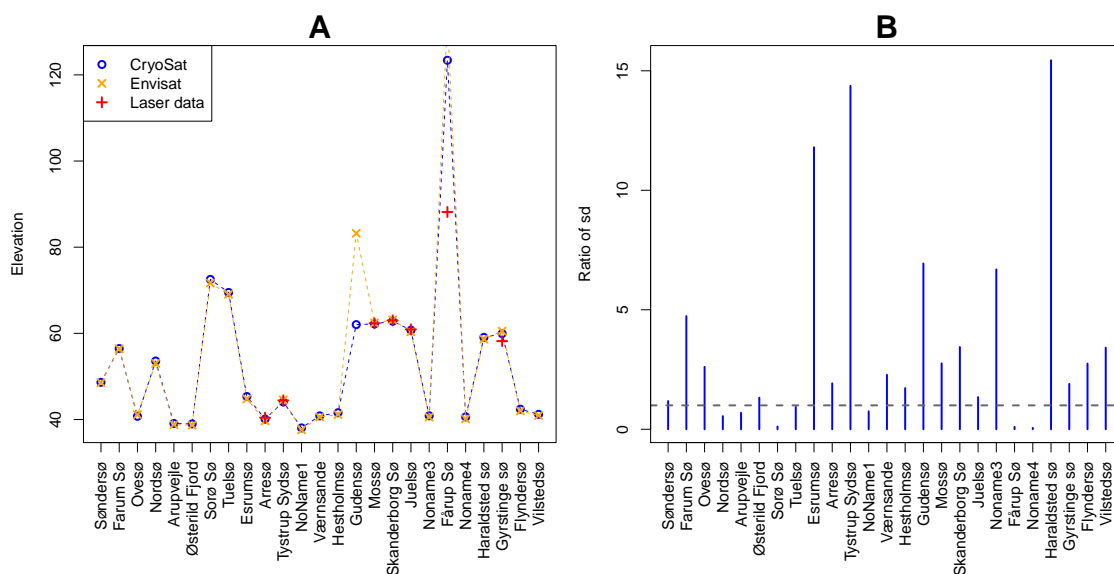 A
CryoSat
Envisat
Laser data
Elevation
120
100
80
60
40
Søndersø
Farum Sø
Ovesø
Nordsø
Arupvejle
Østerild Fjord
Sorø Sø
Tuelsø
Esrumsø
Arresø
Tystrup Sydsø
NoName1
Værnsande
Hestholmsø
Gudensø
Mossø
Skanderborg Sø
Juelsø
Noname3
Fårup Sø
Noname4
Haraldsted sø
Gyrstinge sø
Flyndersø
Vilstedsø
B
Ratio of sd
15
10
5
0
Søndersø
Farum Sø
Ovesø
Nordsø
Arupvejle
Østerild Fjord
Sorø Sø
Tuelsø
Esrumsø
Arresø
Tystrup Sydsø
NoName1
Værnsande
Hestholmsø
Gudensø
Mossø
Skanderborg Sø
Juelsø
Noname3
Fårup Sø
Noname4
Haraldsted sø
Gyrstinge sø
Flyndersø
Vilstedsø